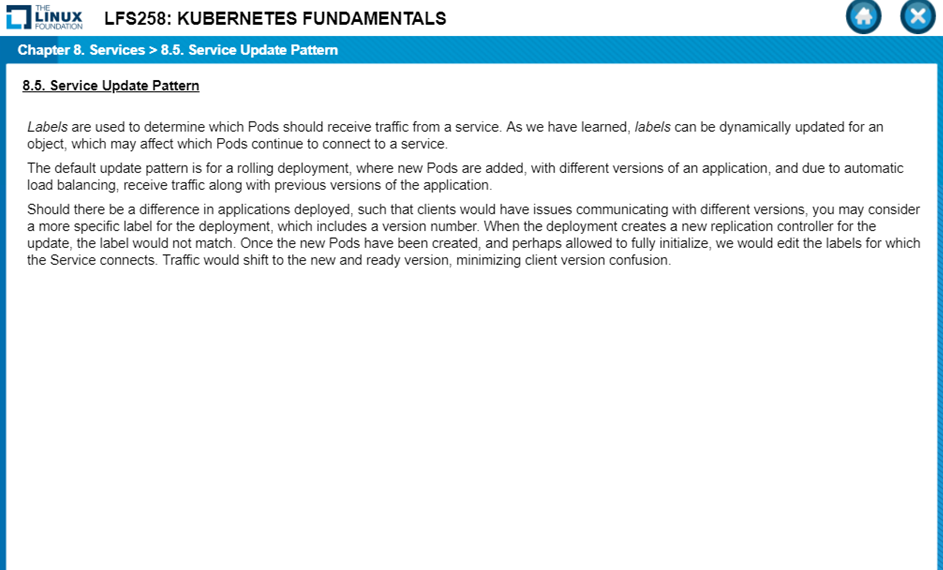 THE
LINUX
FOUNDATION
LFS258: KUBERNETES FUNDAMENTALS
Chapter 8. Services > 8.5. Service Update Pattern
8.5. Service Update Pattern
Labels are used to determine which Pods should receive traffic from a service. As we have learned, labels can be dynamically updated for an
object, which may affect which Pods continue to connect to a service.
The default update pattern is for a rolling deployment, where new Pods are added, with different versions of an application, and due to automatic
load balancing, receive traffic along with previous versions of the application.
Should there be a difference in applications deployed, such that clients would have issues communicating with different versions, you may consider
a more specific label for the deployment, which includes a version number. When the deployment creates a new replication controller for the
update, the label would not match. Once the new Pods have been created, and perhaps allowed to fully initialize, we would edit the labels for which
the Service connects. Traffic would shift to the new and ready version, minimizing client version confusion.